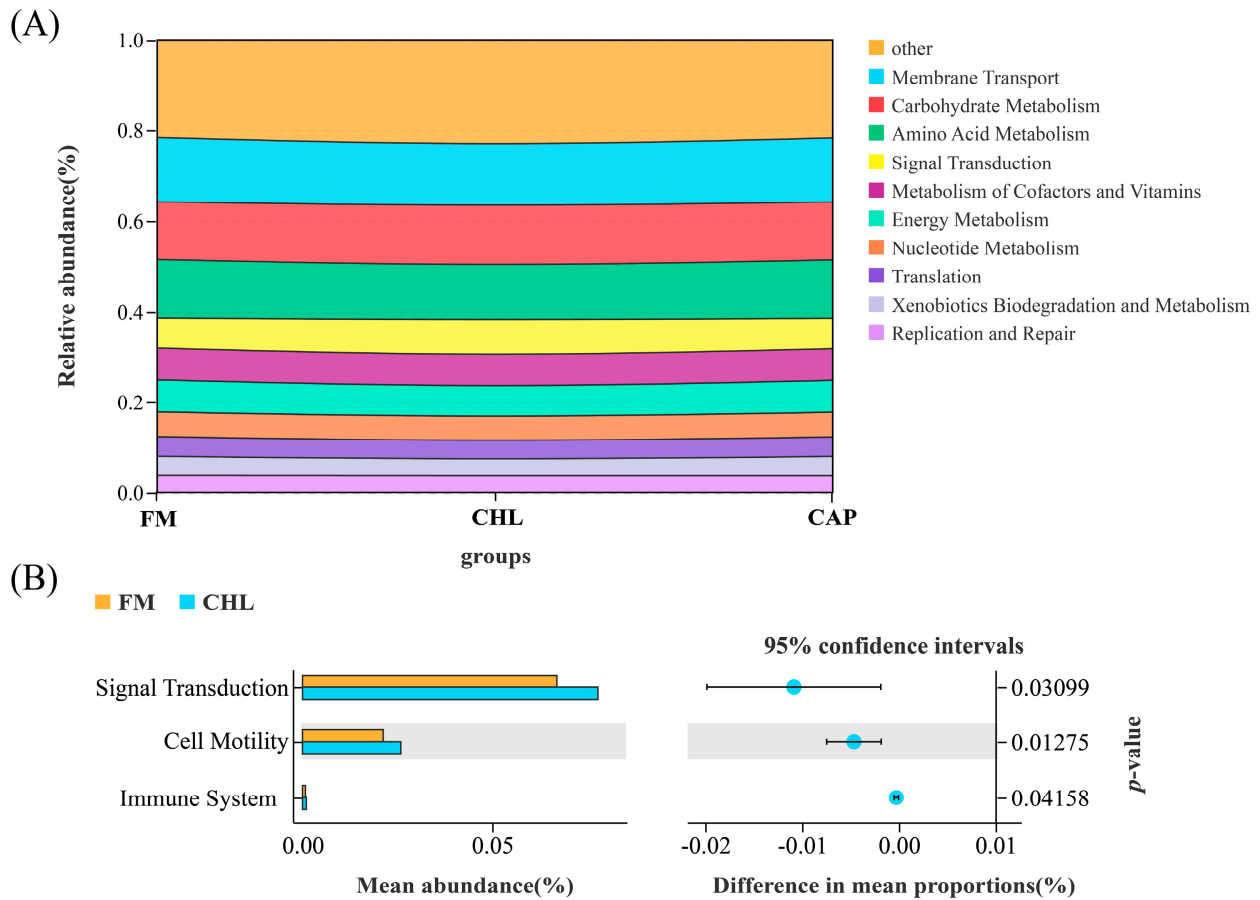 (A)
1.0
0.8
0.6
0.4
0.2
0.0
Relative abundance(%)
FM
CHL
CAP
groups
other
Membrane Transport
Carbohydrate Metabolism
Amino Acid Metabolism
Signal Transduction
Metabolism of Cofactors and Vitamins
Energy Metabolism
Nucleotide Metabolism
Translation
Xenobiotics Biodegradation and Metabolism
Replication and Repair
(B)
FM
CHL
95% confidence intervals
Signal Transduction
0.03099
Cell Motility
0.01275
Immune System
0.04158
p-value
0.00
0.05
-0.02
-0.01
0.00
0.01
Mean abundance(%)
Difference in mean proportions(%)